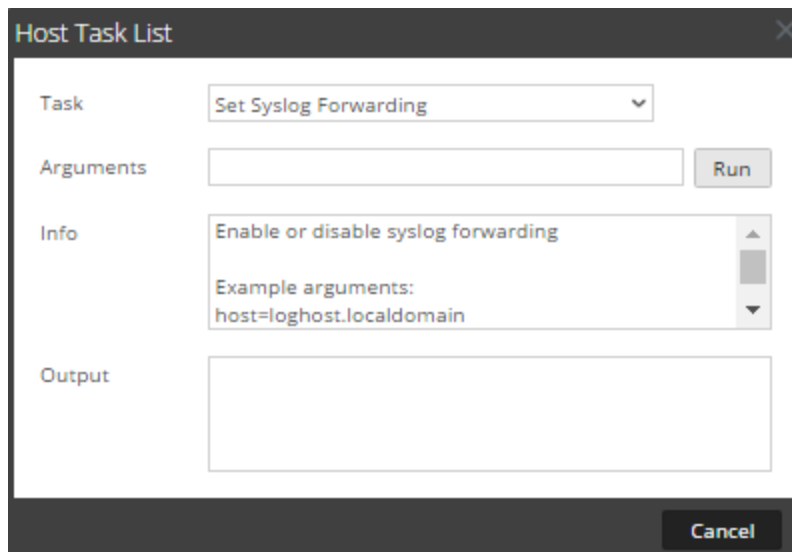 Host Task List
Task
Set Syslog Forwarding
Arguments
Run
Info
Enable or disable syslog forwarding
Example arguments:
host=loghost.localdomain
Output
Cancel